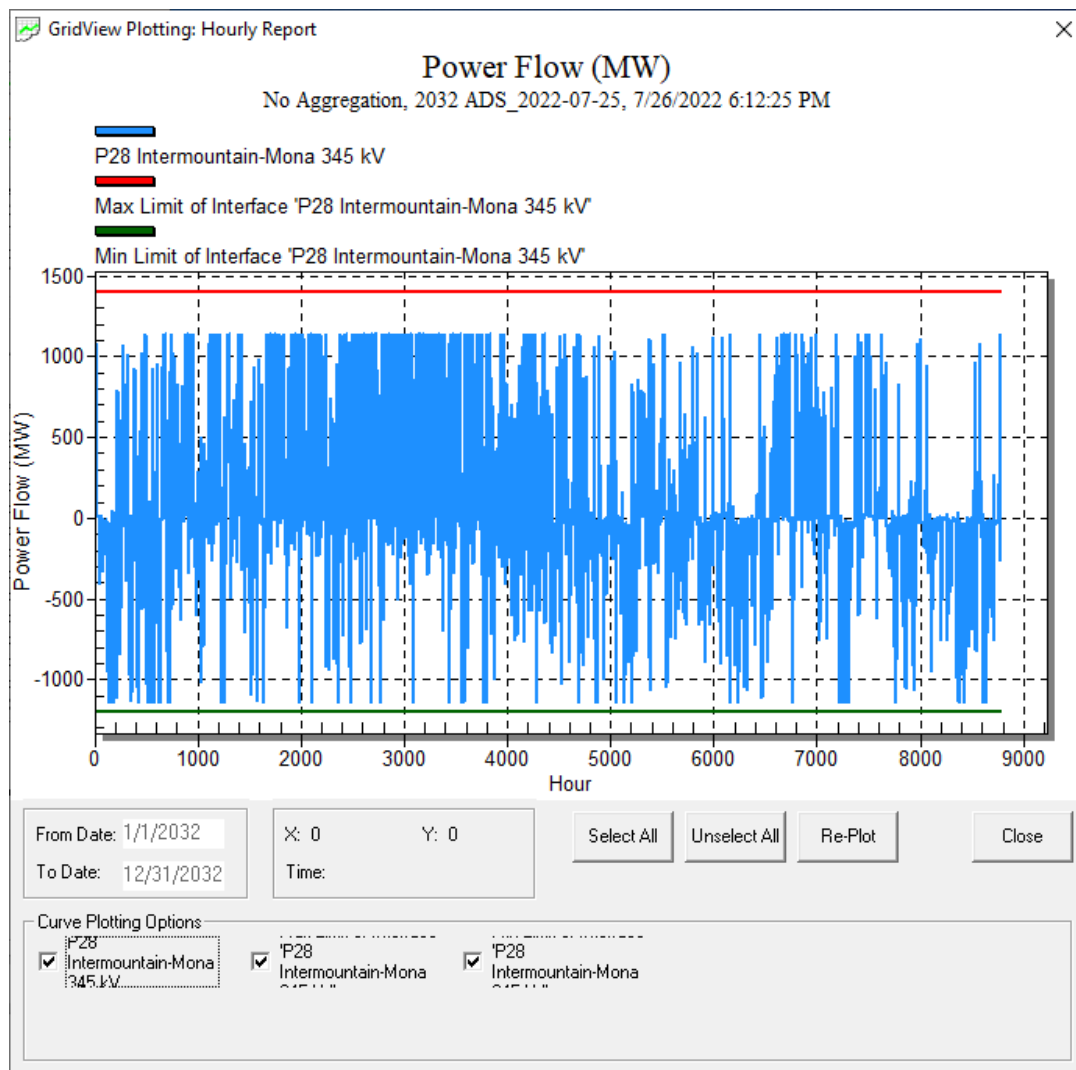 GridView Plotting: Hourly Report
Power Flow (MW)
No Aggregation, 2032 ADS_2022-07-25, 7/26/2022 6:12:25 PM
P28 Intermountain-Mona 345 kV
Max Limit of Interface 'P28 Intermountain-Mona 345 kV'
Min Limit of Interface 'P28 Intermountain-Mona 345 kV'
1500
1000
500
0
-500
-1000
Power Flow (MW)
0 1000 2000 3000 4000 5000 6000 7000 8000 9000
Hour
From Date: 1/1/2032
To Date: 12/31/2032
X: 0 Y: 0
Time:
Select All Unselect All Re-Plot Close
Curve Plotting Options
P28
Intermountain-Mona
345 kV
'P28
Intermountain-Mona
'P28
Intermountain-Mona